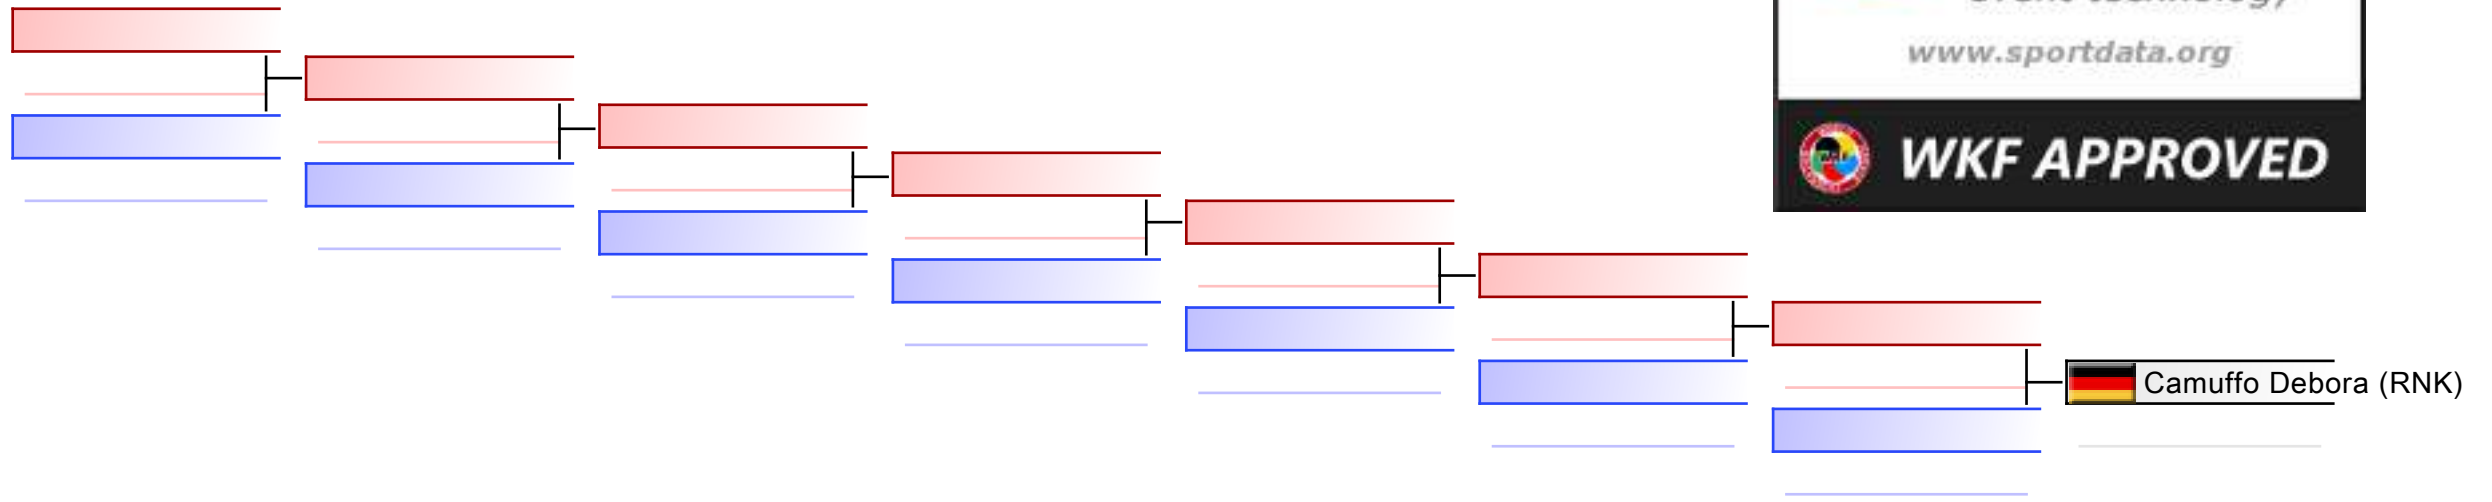 www.sportdata.org
WKF APPROVED
Camuffo Debora (RNK)